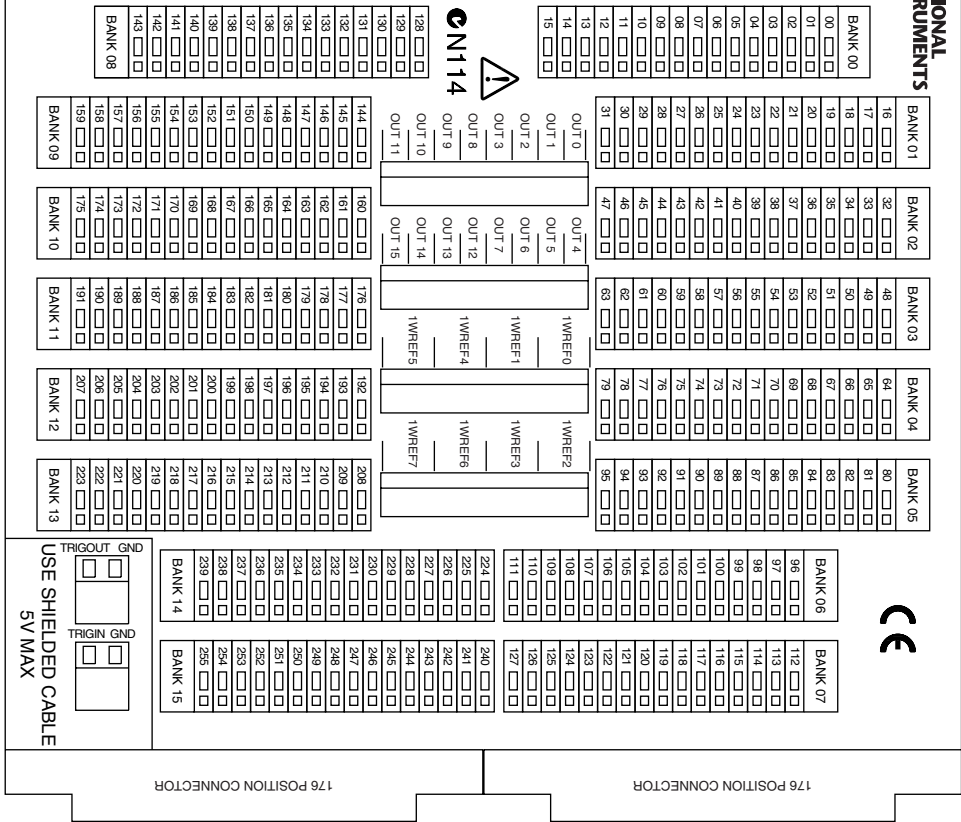 IONAL
RUMENTS
BANK 00
00 01 02 03 04 05 06 07 08 09 10 11 12 13 14 15
BANK 01
16 17 18 19 20 21 22 23 24 25 26 27 28 29 30 31
BANK 02
32 33 34 35 36 37 38 39 40 41 42 43 44 45 46 47
BANK 03
48 49 50 51 52 53 54 55 56 57 58 59 60 61 62 63
BANK 04
64 65 66 67 68 69 70 71 72 73 74 75 76 77 78 79
BANK 05
80 81 82 83 84 85 86 87 88 89 90 91 92 93 94 95
BANK 06
96 97 98 99 100 101 102 103 104 105 106 107 108 109 110 111
BANK 07
112 113 114 115 116 117 118 119 120 121 122 123 124 125 126 127
CE
N114
OUT 0
OUT 1
OUT 2
OUT 3
OUT 8
OUT 9
OUT 10
OUT 11
OUT 4
OUT 5
OUT 6
OUT 7
OUT 12
OUT 13
OUT 14
OUT 15
1WREF0
1WREF1
1WREF4
1WREF5
1WREF2
1WREF3
1WREF6
1WREF7
128 129 130 131 132 133 134 135 136 137 138 139 140 141 142 143
BANK 08
144 145 146 147 148 149 150 151 152 153 154 155 156 157 158 159
BANK 09
160 161 162 163 164 165 166 167 168 169 170 171 172 173 174 175
BANK 10
176 177 178 179 180 181 182 183 184 185 186 187 188 189 190 191
BANK 11
192 193 194 195 196 197 198 199 200 201 202 203 204 205 206 207
BANK 12
208 209 210 211 212 213 214 215 216 217 218 219 220 221 222 223
BANK 13
224 225 226 227 228 229 230 231 232 233 234 235 236 237 238 239
BANK 14
240 241 242 243 244 245 246 247 248 249 250 251 252 253 254 255
BANK 15
TRIGOUT GND
TRIGIN GND
USE SHIELDED CABLE
5V MAX
176 POSITION CONNECTOR
176 POSITION CONNECTOR